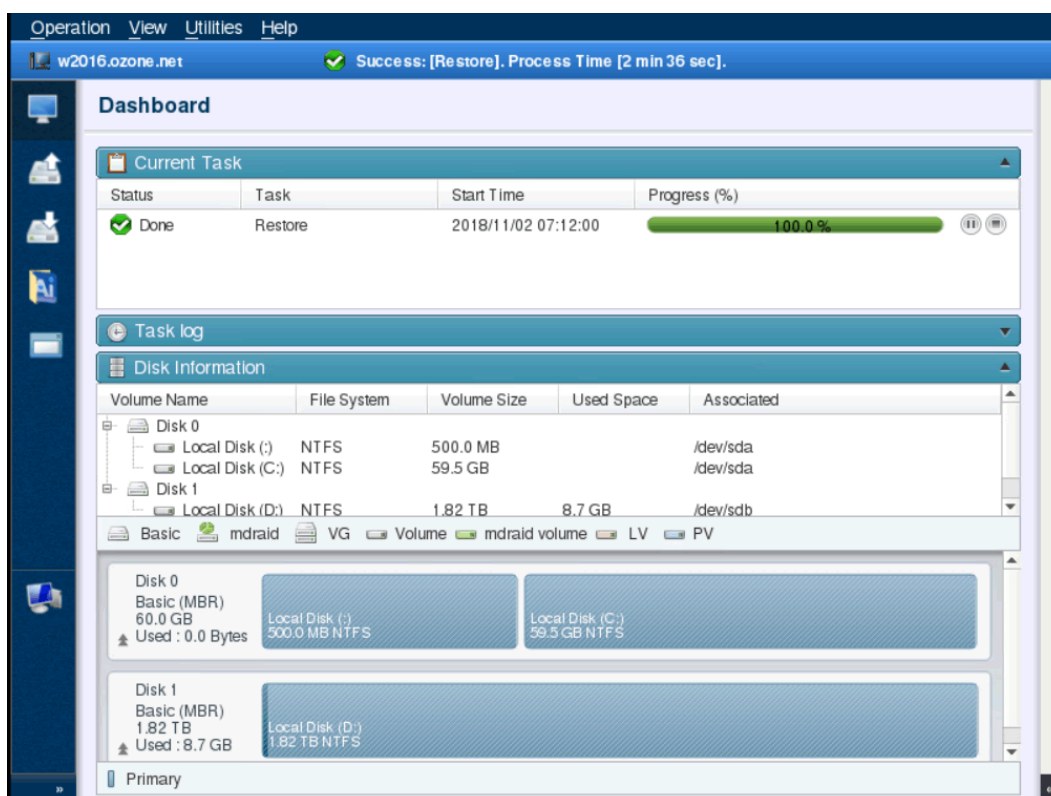 Operation View Utilities Help
w2016.ozone.net Success: [Restore]. Process Time [2 min 36 sec].
Dashboard
Current Task
Status Task Start Time Progress (%)
Done Restore 2018/11/02 07:12:00 100.0 %
Ai
Task log
Disk Information
Volume Name File System Volume Size Used Space Associated
Disk 0
Local Disk (:) NTFS 500.0 MB /dev/sda
Local Disk (C:) NTFS 59.5 GB /dev/sda
Disk 1
Local Disk (D:) NTFS 1.82 TB 8.7 GB /dev/sdb
Basic mdraid VG Volume mdraid volume LV PV
Disk 0
Basic (MBR)
60.0 GB
Used : 0.0 Bytes
Local Disk (:)
500.0 MB NTFS
Local Disk (C:)
59.5 GB NTFS
Disk 1
Basic (MBR)
1.82 TB
Used : 8.7 GB
Local Disk (D:)
1.82 TB NTFS
Primary
»